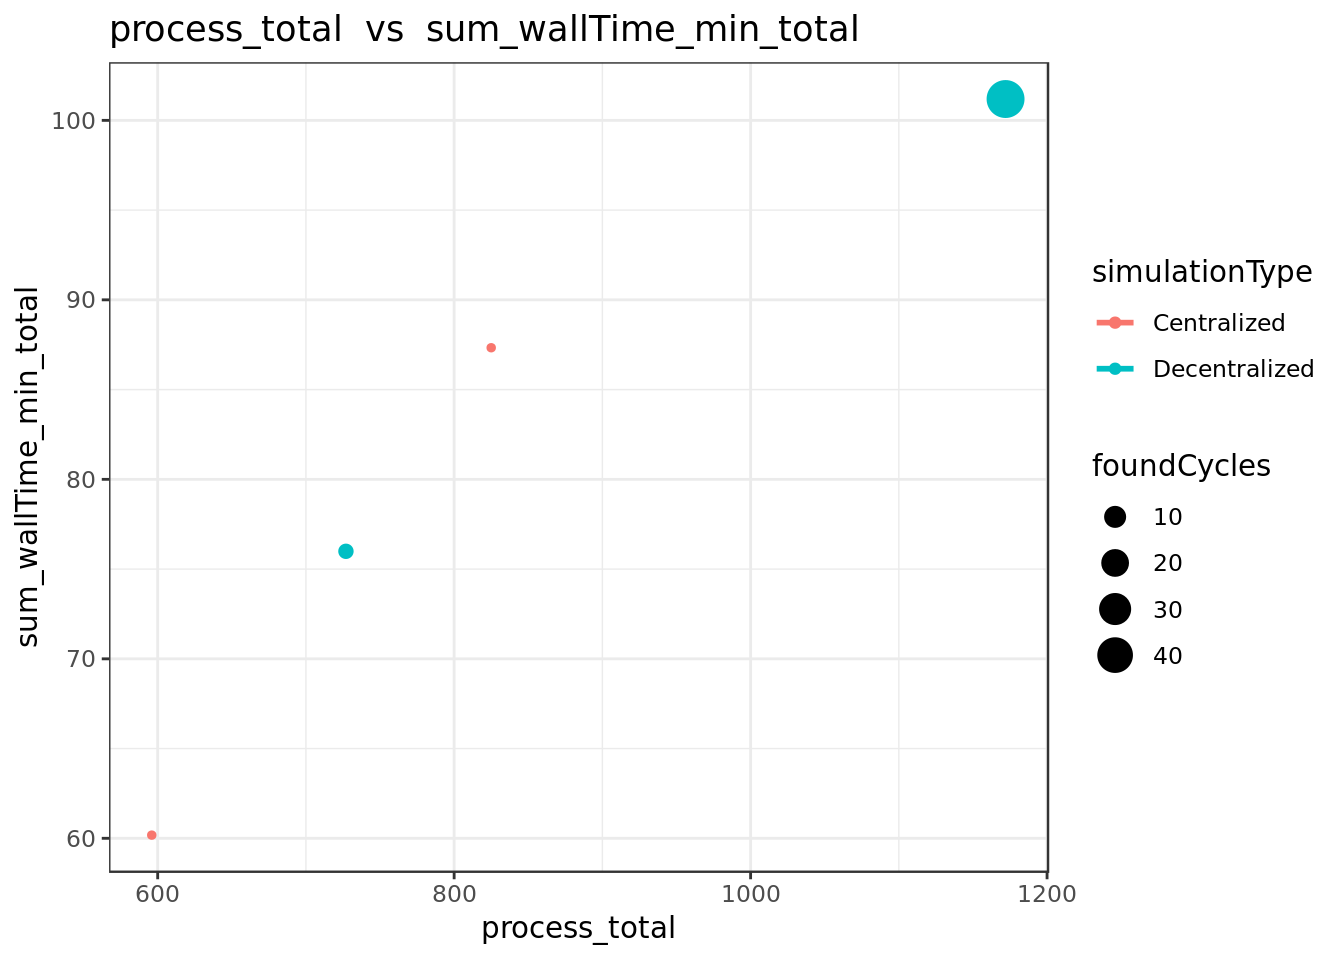 process_total  vs  sum_wallTime_min_total
sum_wallTime_min_total
100
90
80
70
60
600
800
1000
1200
process_total
simulationType
Centralized
Decentralized
foundCycles
10
20
30
40